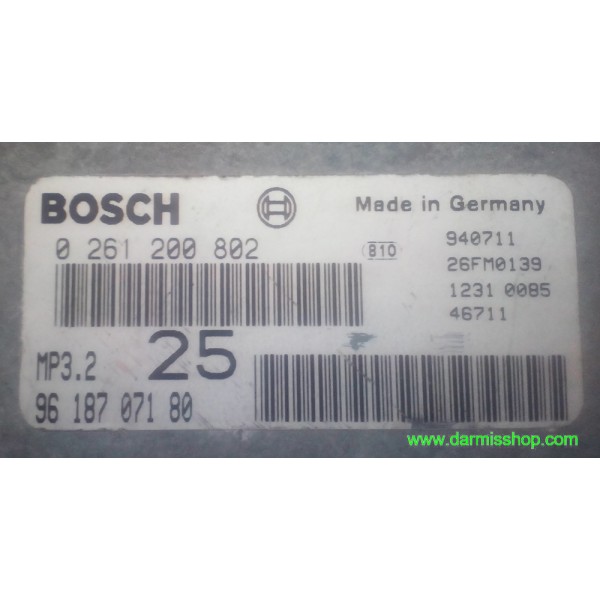 BOSCH
Made in Germany
0 261 200 802
810
940711
26FM0139
1231 0085
46711
MP3.2
25
96 187 071 80
www.darmisshop.com